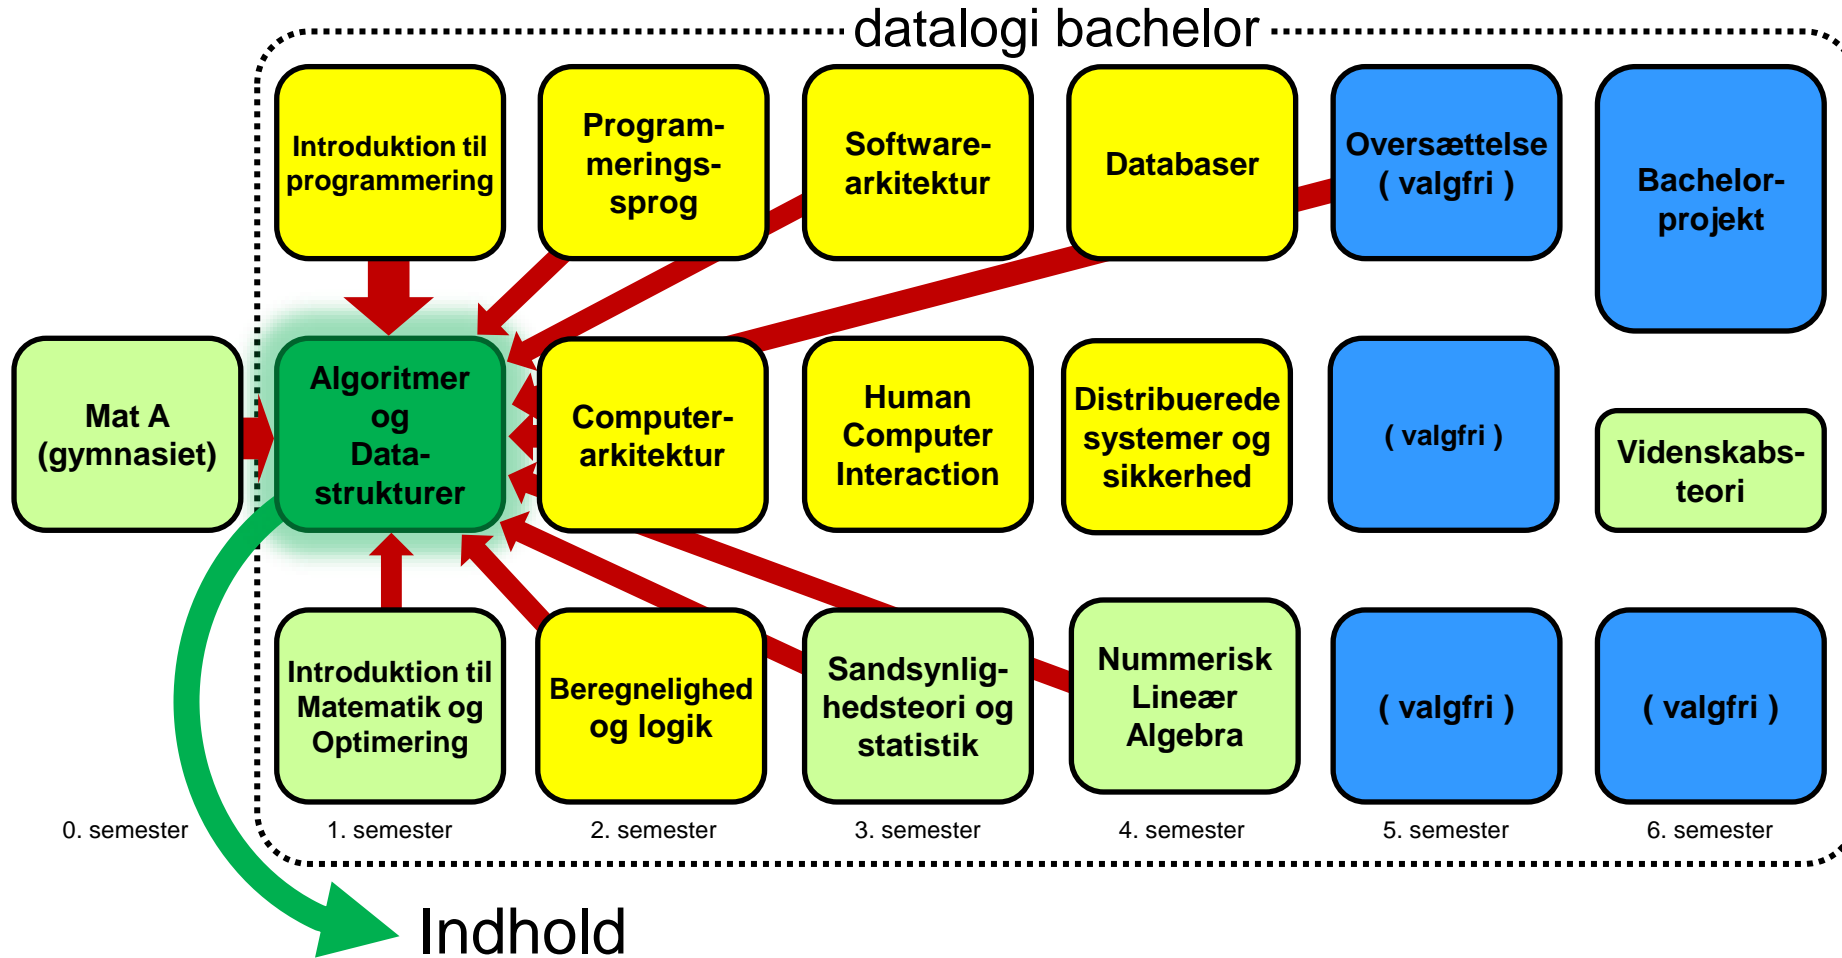 datalogi bachelor
Introduktion til
programmering
Program-
merings-
sprog
Software-
arkitektur
Databaser
Oversættelse
( valgfri )
Bachelor-
projekt
Mat A
(gymnasiet)
Algoritmer
og
Data-
strukturer
Computer-
arkitektur
Human
Computer
Interaction
Distribuerede
systemer og
sikkerhed
( valgfri )
Videnskabs-
teori
Introduktion til
Matematik og
Optimering
Beregnelighed
og logik
Sandsynlig-
hedsteori og
statistik
Nummerisk
Lineær
Algebra
( valgfri )
( valgfri )
0. semester
1. semester
2. semester
3. semester
4. semester
5. semester
6. semester
Indhold